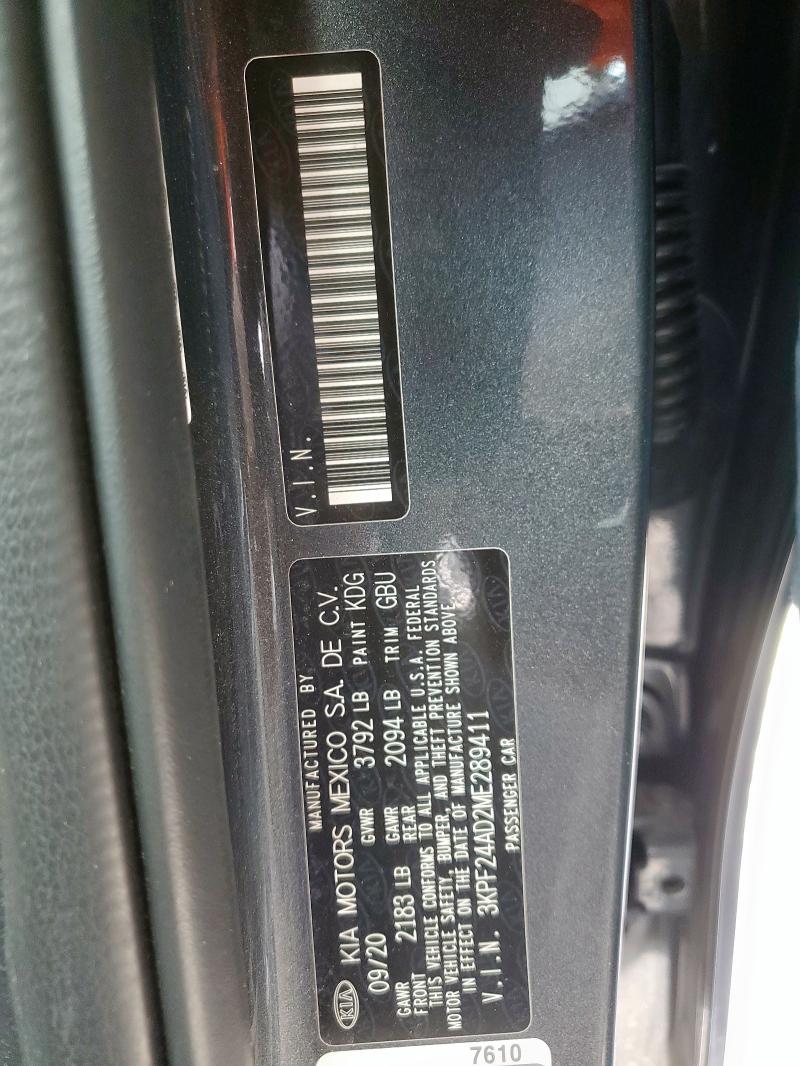 V.I.N.
KIA
MANUFACTURED BY
KIA MOTORS MEXICO S.A. DE C.V.
09/20 GVWR 3792 LB PAINT KDG
GAWR FRONT 2183 LB GAWR REAR 2094 LB TRIM GBU
THIS VEHICLE CONFORMS TO ALL APPLICABLE U.S.A. FEDERAL
MOTOR VEHICLE SAFETY, BUMPER, AND THEFT PREVENTION STANDARDS
IN EFFECT ON THE DATE OF MANUFACTURE SHOWN ABOVE.
V.I.N. 3KPF24AD2ME289411
PASSENGER CAR
7610